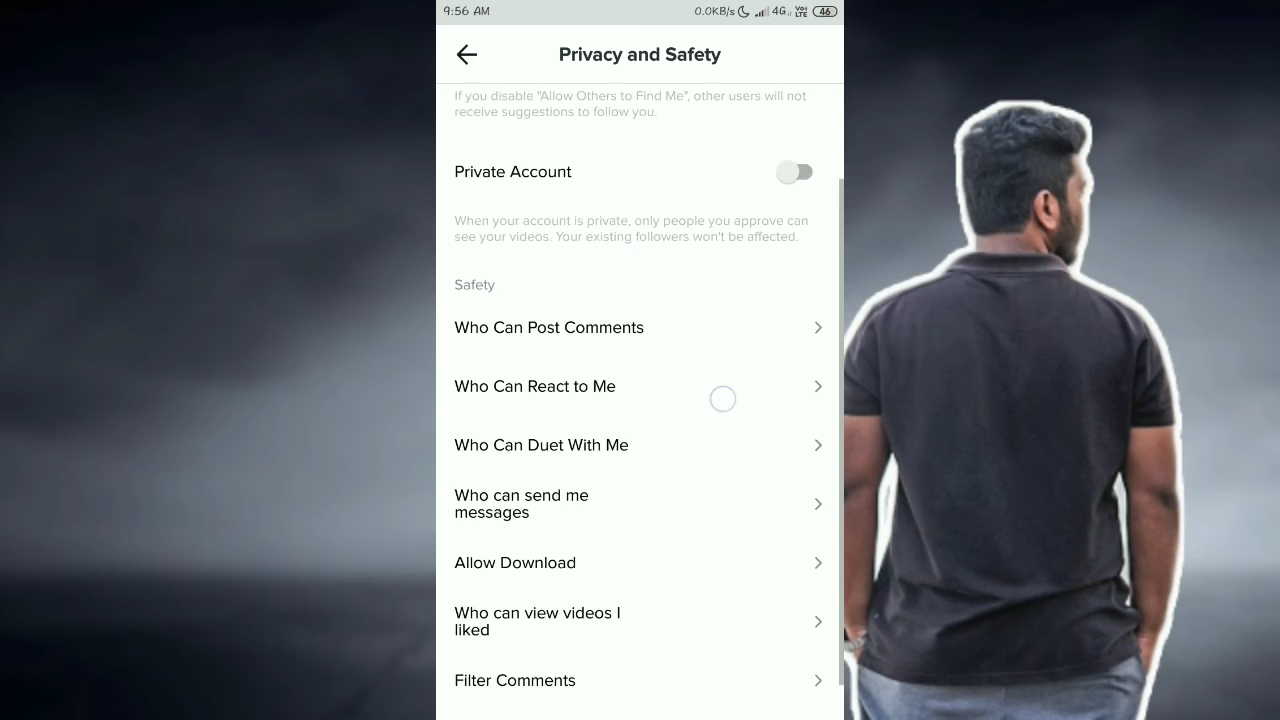 9:56 AM
0.0KB/s 4G VoLTE 46
Privacy and Safety
If you disable "Allow Others to Find Me", other users will not
receive suggestions to follow you.
Private Account
When your account is private, only people you approve can
see your videos. Your existing followers won't be affected.
Safety
Who Can Post Comments
Who Can React to Me
Who Can Duet With Me
Who can send me
messages
Allow Download
Who can view videos I
liked
Filter Comments